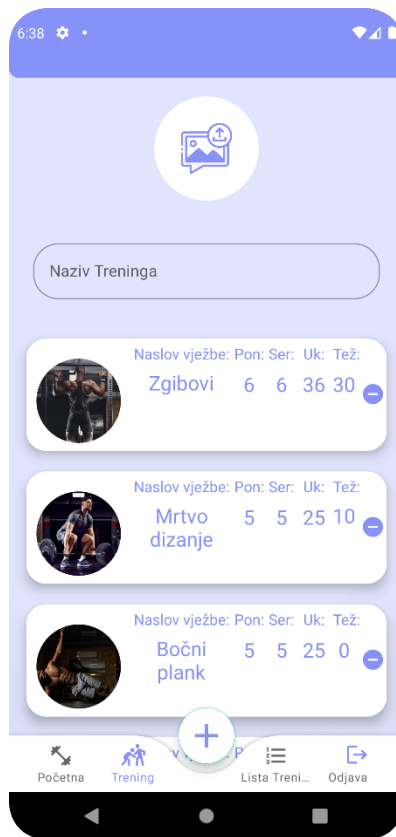 6:38
Naziv Treninga
Naslov vježbe: Pon: Ser: Uk: Tež:
Zgibovi 6 6 36 30
Naslov vježbe: Pon: Ser: Uk: Tež:
Mrtvo dizanje 5 5 25 10
Naslov vježbe: Pon: Ser: Uk: Tež:
Bočni plank 5 5 25 0
Početna Trening Lista Treni... Odjava